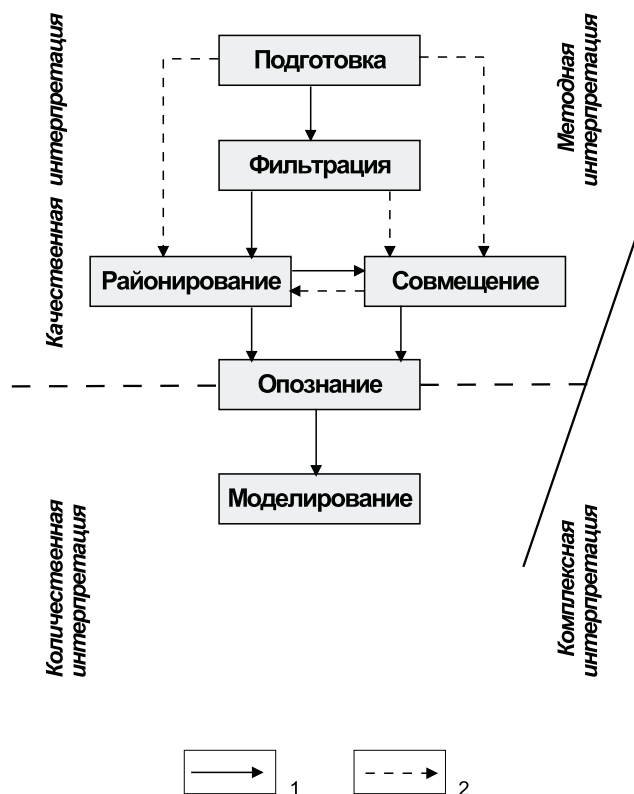 Подготовка
Фильтрация
Районирование
Совмещение
Опознание
Моделирование
Качественная интерпретация
Методная
интерпретация
Количественная
интерпретация
Комплексная
интерпретация
1
2